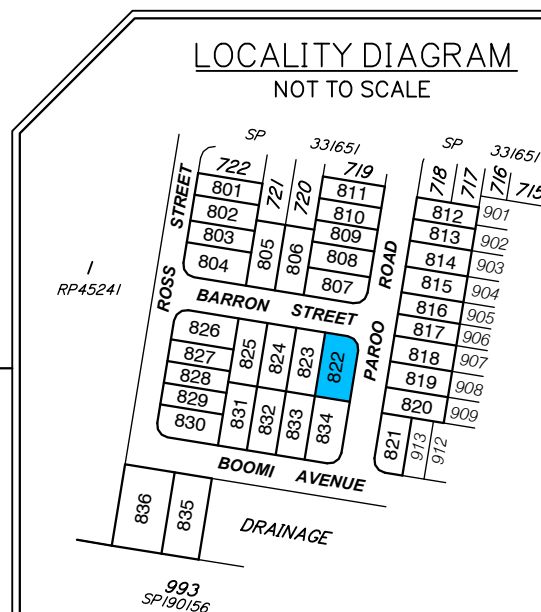 LOCALITY DIAGRAM
NOT TO SCALE
SP 331651 SP 331651
722 721 720 719 718 717 716 715
801 811
802 810
803 809
804 805 806 808
807
812 901
813 902
814 903
815 904
816 905
817 906
818 907
819 908
820 909
821 913 912
ROSS STREET
PAROO ROAD
1
RP45241
BARRON STREET
826 825 824 823 822
827
828
829
830 831 832 833 834
BOOMI AVENUE
836 835
DRAINAGE
993
SP190156